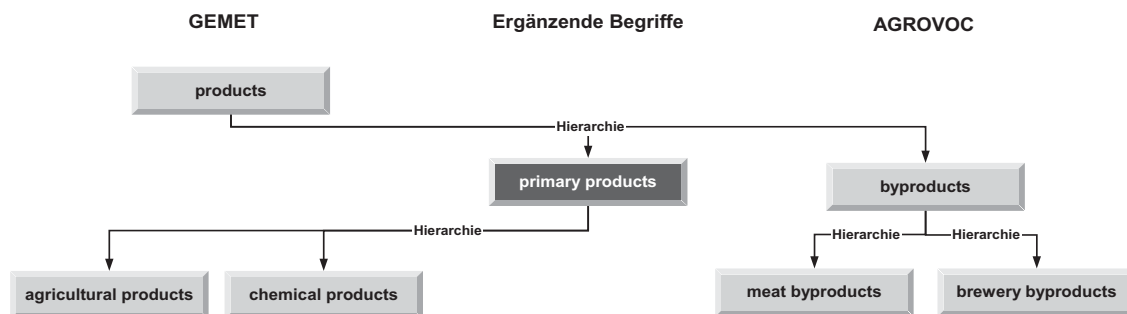 GEMET
Ergänzende Begriffe
AGROVOC
products
Hierarchie
primary products
byproducts
Hierarchie
Hierarchie
Hierarchie
agricultural products
chemical products
meat byproducts
brewery byproducts